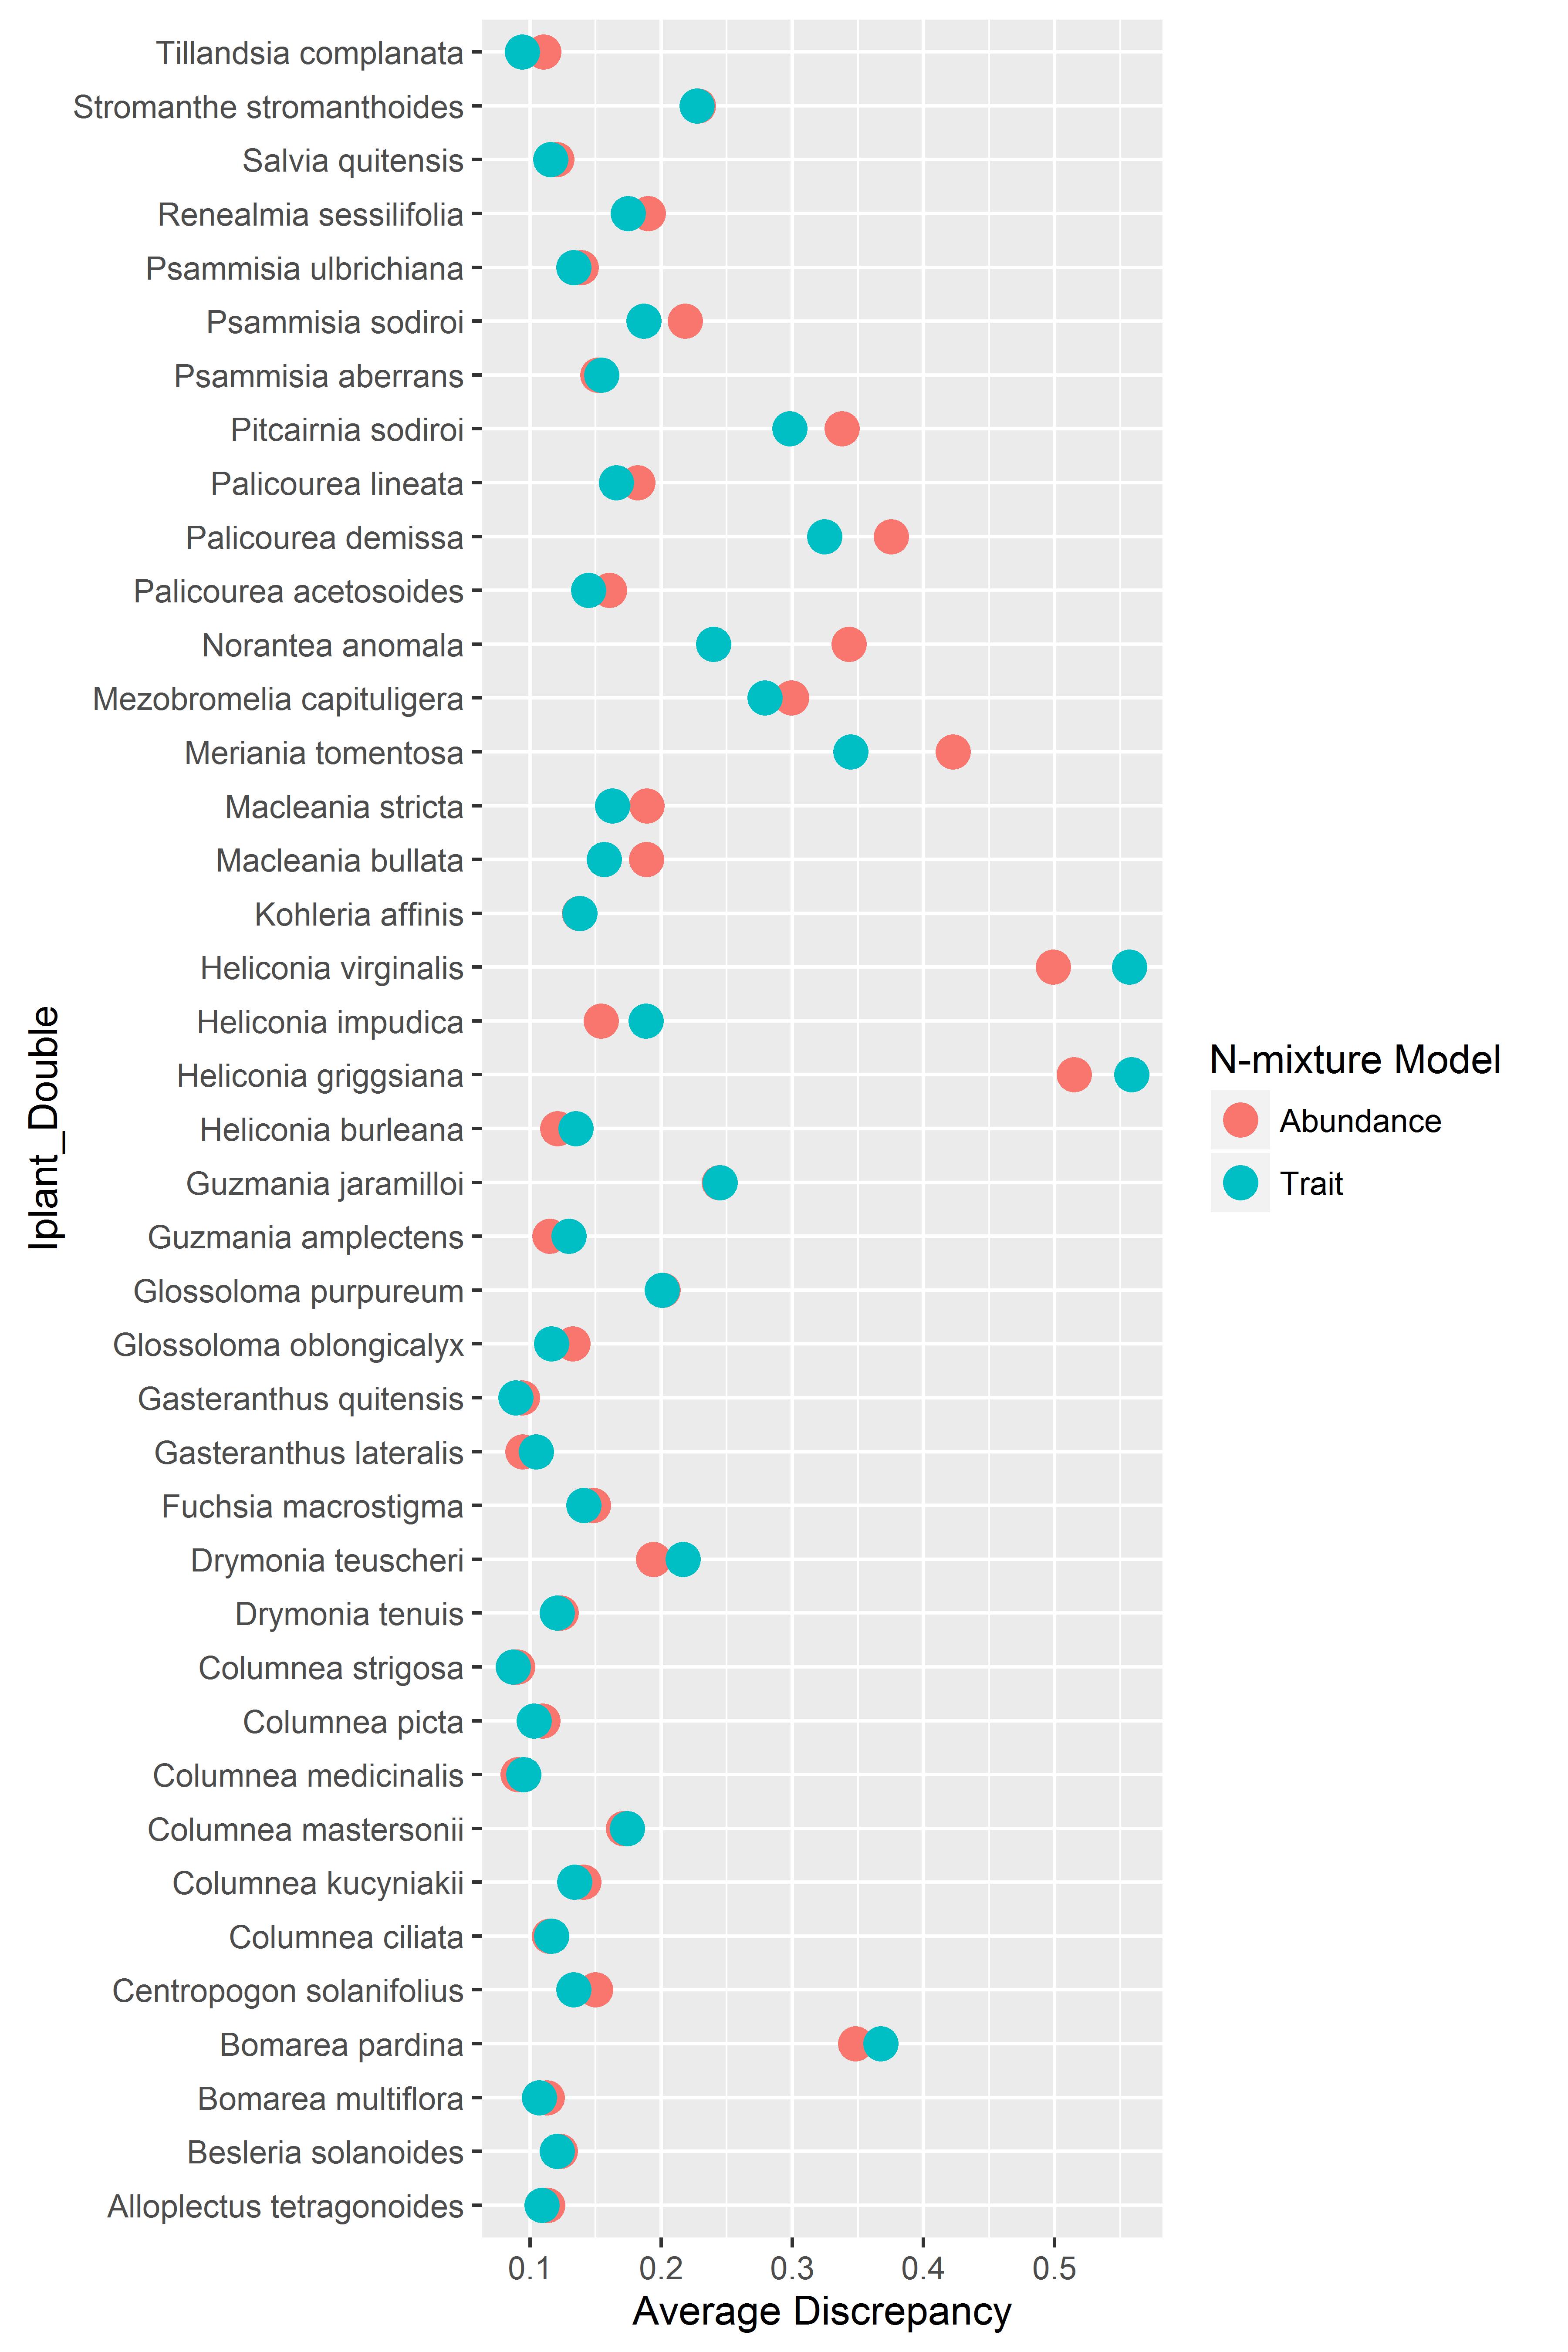 Tillandsia complanata
Stromanthe stromanthoides
Salvia quitensis
Renealmia sessilifolia
Psammisia ulbrichiana
Psammisia sodiroi
Psammisia aberrans
Pitcairnia sodiroi
Palicourea lineata
Palicourea demissa
Palicourea acetosoides
Norantea anomala
Mezobromelia capituligera
Meriania tomentosa
Macleania stricta
Macleania bullata
Kohleria affinis
Heliconia virginalis
Heliconia impudica
Heliconia griggsiana
Heliconia burleana
Guzmania jaramilloi
Guzmania amplectens
Glossoloma purpureum
Glossoloma oblongicalyx
Gasteranthus quitensis
Gasteranthus lateralis
Fuchsia macrostigma
Drymonia teuscheri
Drymonia tenuis
Columnea strigosa
Columnea picta
Columnea medicinalis
Columnea mastersonii
Columnea kucyniakii
Columnea ciliata
Centropogon solanifolius
Bomarea pardina
Bomarea multiflora
Besleria solanoides
Alloplectus tetragonoides
Iplant_Double
0.1 0.2 0.3 0.4 0.5
Average Discrepancy
N-mixture Model
Abundance
Trait